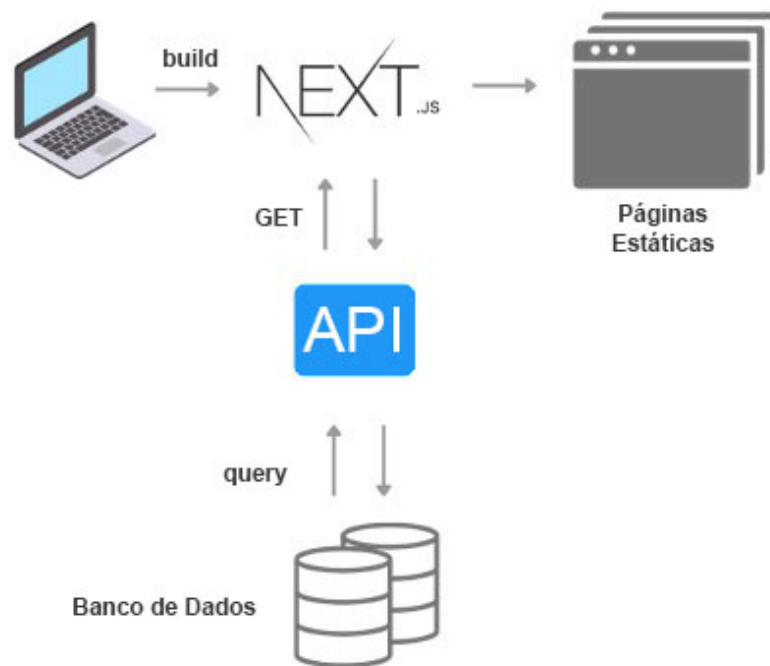 build
NEXT.JS
GET
Páginas
Estáticas
API
query
Banco de Dados